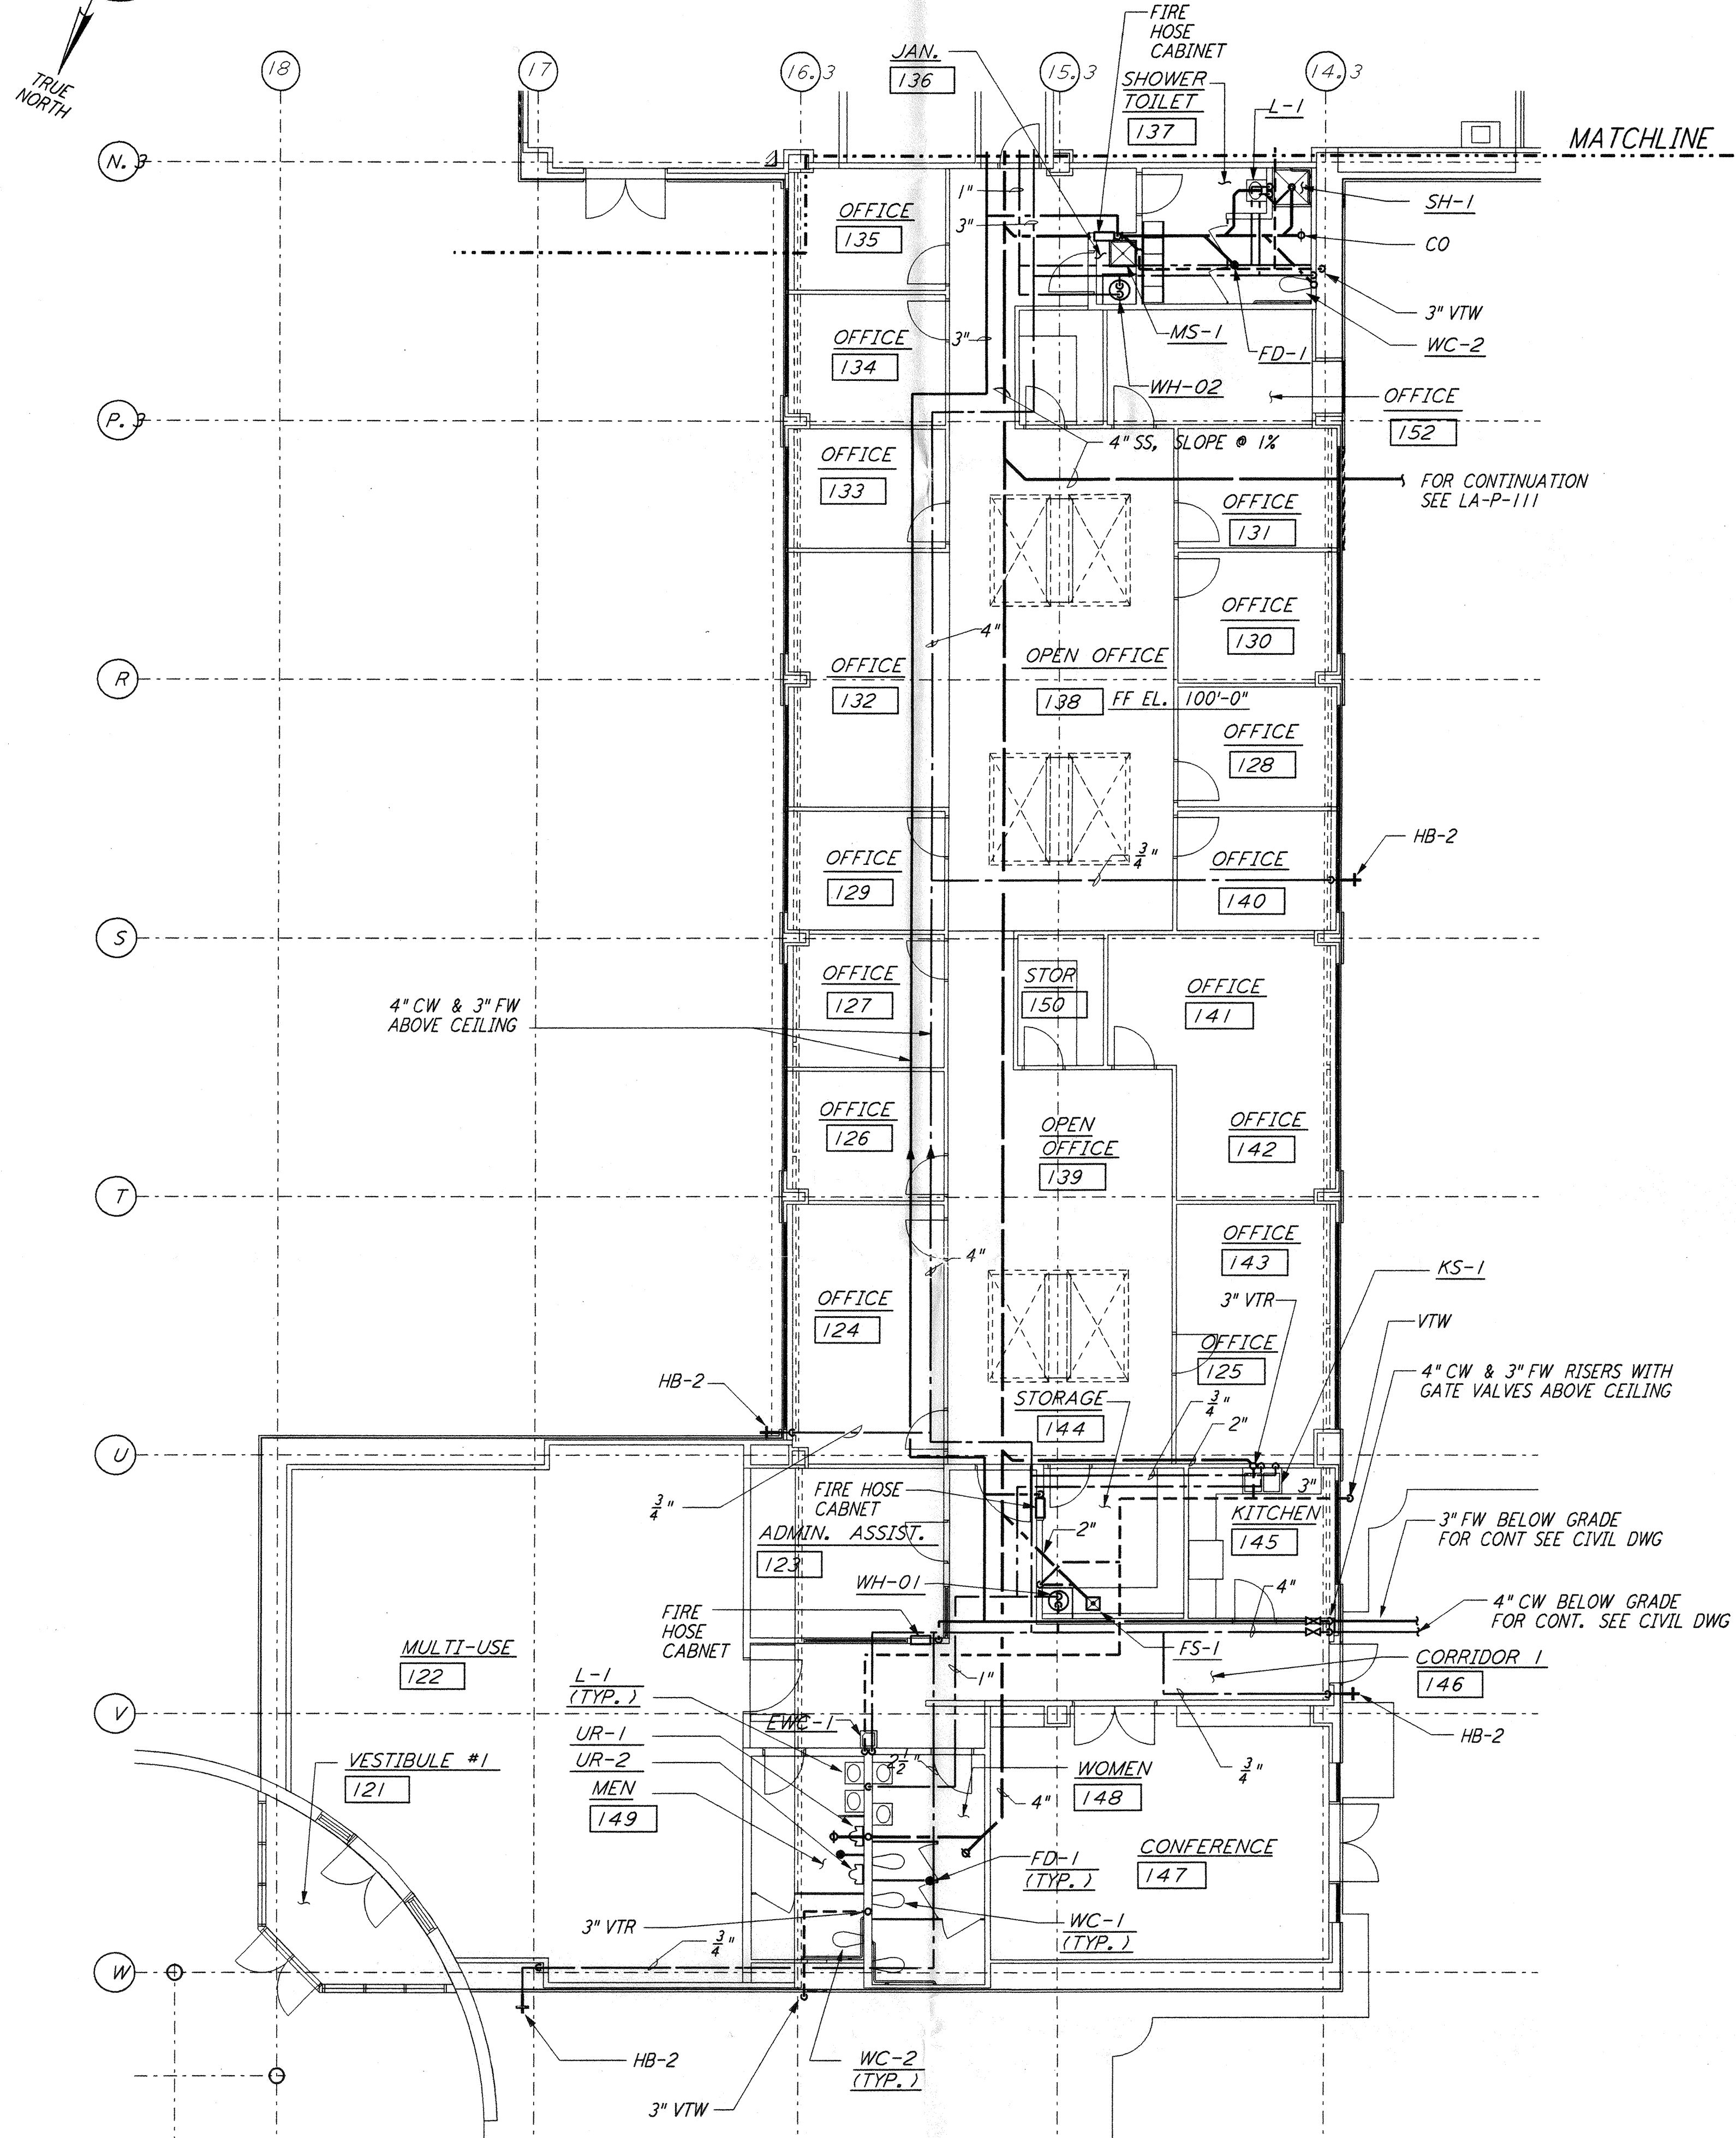 TRUE
NORTH
18
17
16.3
15.3
14.3
JAN.
136
FIRE
HOSE
CABINET
SHOWER
TOILET
137
L-1
MATCHLINE
N.3
OFFICE
135
1"
3"
SH-1
CO
3" VTW
WC-2
OFFICE
134
3"
MS-1
FD-1
WH-02
OFFICE
152
P.3
4" SS, SLOPE @ 1%
OFFICE
133
OFFICE
131
FOR CONTINUATION
SEE LA-P-111
OFFICE
130
4"
OFFICE
132
OPEN OFFICE
138
FF EL. 100'-0"
R
OFFICE
128
HB-2
3/4"
OFFICE
129
OFFICE
140
S
OFFICE
127
STOR
150
OFFICE
141
4" CW & 3" FW
ABOVE CEILING
OFFICE
126
OPEN
OFFICE
139
OFFICE
142
T
OFFICE
143
4"
KS-1
3" VTR
OFFICE
124
VTW
OFFICE
125
4" CW & 3" FW RISERS WITH
GATE VALVES ABOVE CEILING
HB-2
STORAGE
144
3/4"
2"
U
3/4"
FIRE HOSE
CABNET
3"
KITCHEN
145
3" FW BELOW GRADE
FOR CONT SEE CIVIL DWG
ADMIN. ASSIST.
123
2"
WH-01
4"
4" CW BELOW GRADE
FOR CONT. SEE CIVIL DWG
FIRE
HOSE
CABNET
MULTI-USE
122
FS-1
CORRIDOR 1
146
L-1
(TYP.)
1"
V
EWC-1
UR-1
HB-2
VESTIBULE #1
121
UR-2
2 1/2"
WOMEN
148
3/4"
MEN
149
4"
CONFERENCE
147
FD-1
(TYP.)
3" VTR
3/4"
WC-1
(TYP.)
W
HB-2
WC-2
(TYP.)
3" VTW